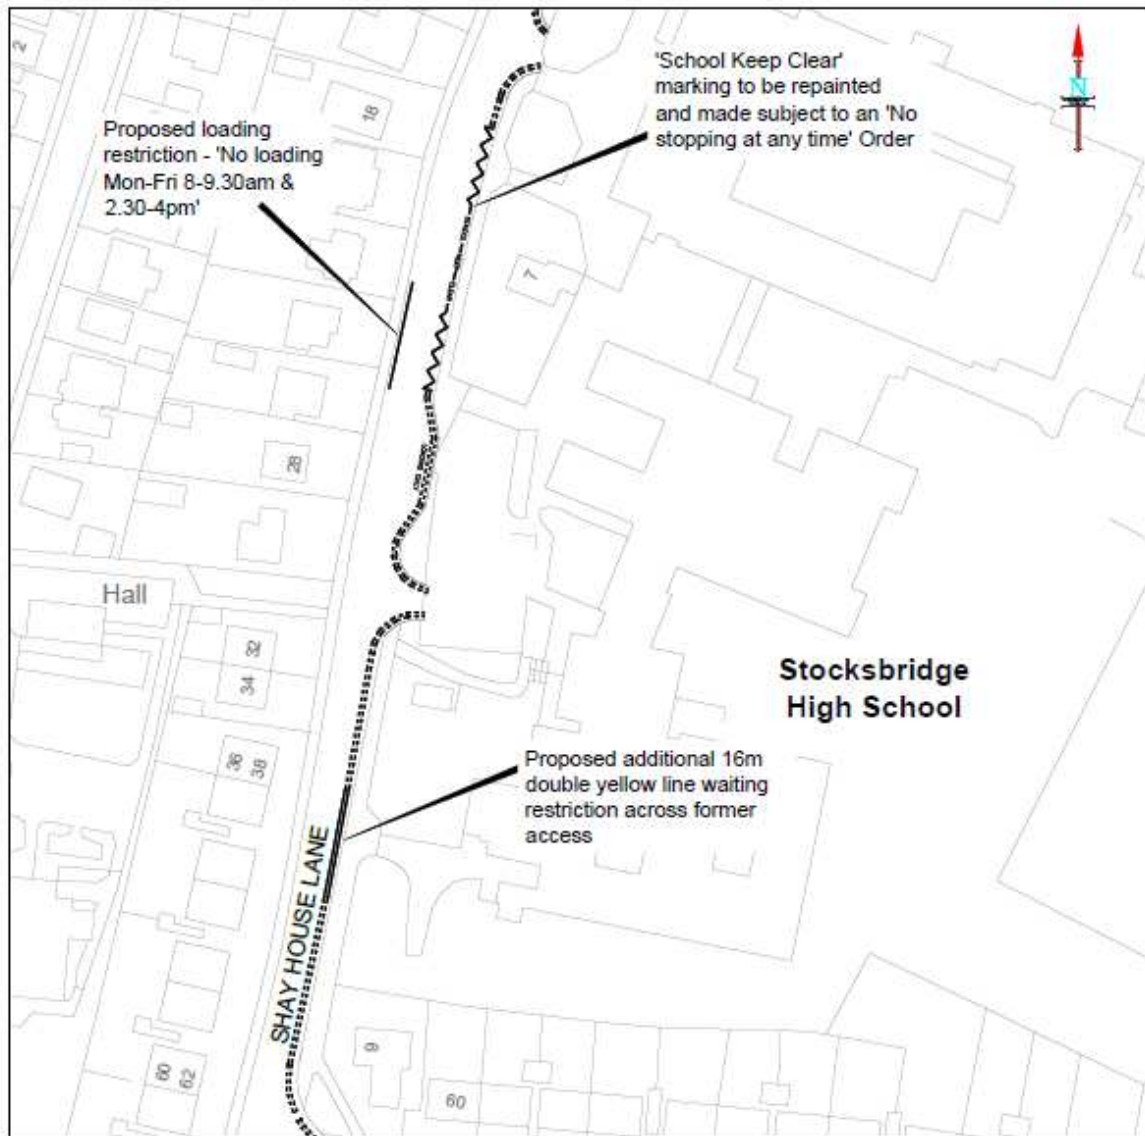 2
18
'School Keep Clear'
marking to be repainted
and made subject to an 'No
stopping at any time' Order
N
Proposed loading
restriction - 'No loading
Mon-Fri 8-9.30am &
2.30-4pm'
7
28
Hall
32
34
36
38
Stocksbridge
High School
Proposed additional 16m
double yellow line waiting
restriction across former
access
SHAY HOUSE LANE
9
60
62
60